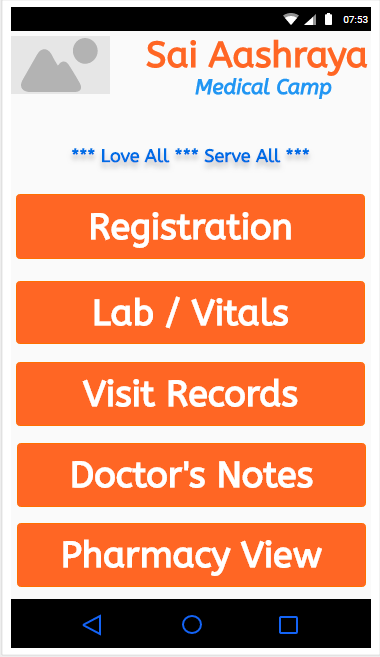 07:53
Sai Aashraya
Medical Camp
*** Love All *** Serve All ***
Registration
Lab / Vitals
Visit Records
Doctor's Notes
Pharmacy View